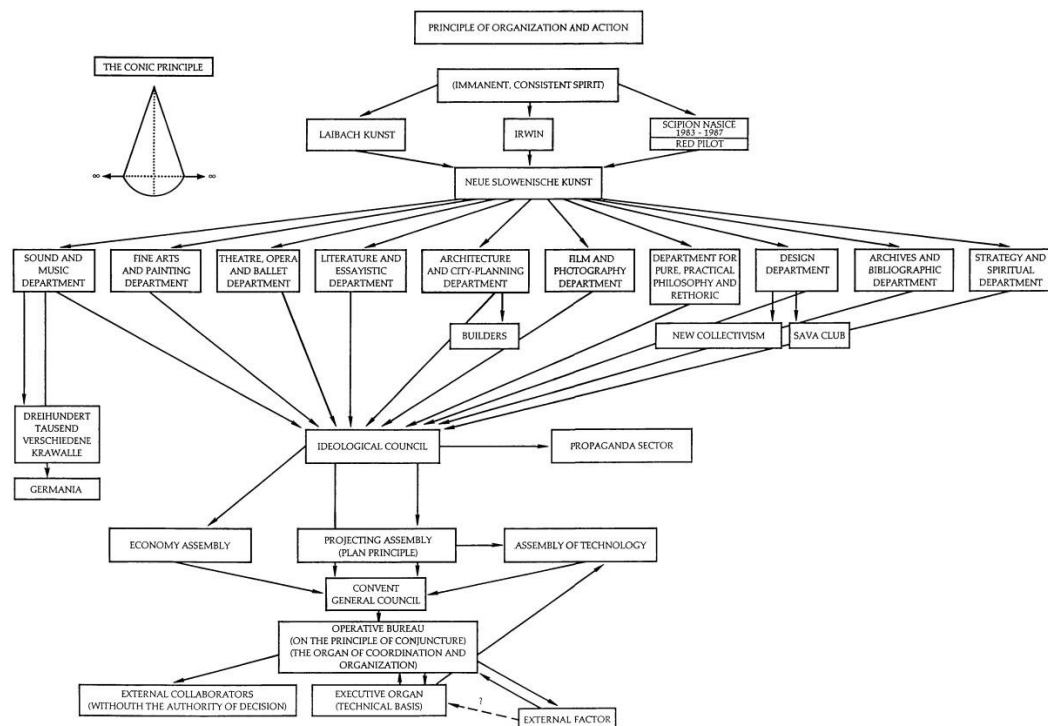 PRINCIPLE OF ORGANIZATION AND ACTION
THE CONIC PRINCIPLE
∞
∞
(IMMANENT, CONSISTENT SPIRIT)
LAIBACH KUNST
IRWIN
SCIPION NASICE
1983 - 1987
RED PILOT
NEUE SLOWENISCHE KUNST
SOUND AND
MUSIC
DEPARTMENT
FINE ARTS
AND PAINTING
DEPARTMENT
THEATRE, OPERA
AND BALLET
DEPARTMENT
LITERATURE AND
ESSAYISTIC
DEPARTMENT
ARCHITECTURE
AND CITY-PLANNING
DEPARTMENT
FILM AND
PHOTOGRAPHY
DEPARTMENT
DEPARTMENT FOR
PURE, PRACTICAL
PHILOSOPHY AND
RETHORIC
DESIGN
DEPARTMENT
ARCHIVES AND
BIBLIOGRAPHIC
DEPARTMENT
STRATEGY AND
SPIRITUAL
DEPARTMENT
BUILDERS
NEW COLLECTIVISM
SAVA CLUB
DREIHUNDERT
TAUSEND
VERSCHIEDENE
KRAWALLE
GERMANIA
IDEOLOGICAL COUNCIL
PROPAGANDA SECTOR
ECONOMY ASSEMBLY
PROJECTING ASSEMBLY
(PLAN PRINCIPLE)
ASSEMBLY OF TECHNOLOGY
CONVENT
GENERAL COUNCIL
OPERATIVE BUREAU
(ON THE PRINCIPLE OF CONJUNCTURE)
(THE ORGAN OF COORDINATION AND
ORGANIZATION)
EXTERNAL COLLABORATORS
(WITHOUTH THE AUTHORITY OF DECISION)
EXECUTIVE ORGAN
(TECHNICAL BASIS)
?
EXTERNAL FACTOR